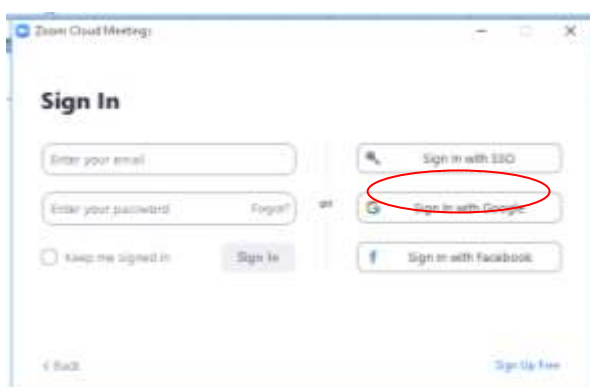 Zoom Cloud Meetings
Sign In
Enter your email
Sign In with SSO
Enter your password Forgot?
or
Sign In with Google
Keep me signed in
Sign In
Sign In with Facebook
< Back
Sign Up Free